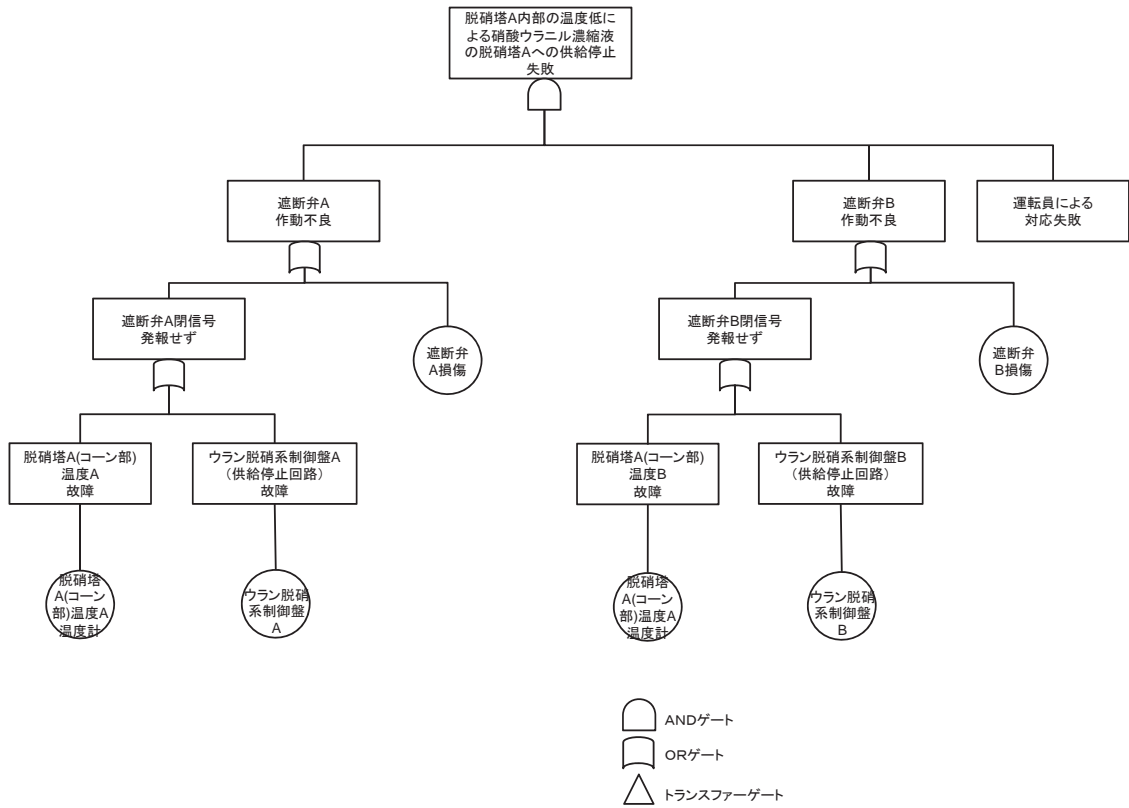 脱硝塔A内部の温度低に
よる硝酸ウラニル濃縮液
の脱硝塔Aへの供給停止
失敗
遮断弁A
作動不良
遮断弁B
作動不良
運転員による
対応失敗
遮断弁A閉信号
発報せず
遮断弁
A損傷
遮断弁B閉信号
発報せず
遮断弁
B損傷
脱硝塔A(コーン部)
温度A
故障
ウラン脱硝系制御盤A
（供給停止回路）
故障
脱硝塔A(コーン部)
温度B
故障
ウラン脱硝系制御盤B
（供給停止回路）
故障
脱硝塔
A(コーン
部)温度A
温度計
ウラン脱硝
系制御盤
A
脱硝塔
A(コーン
部)温度A
温度計
ウラン脱硝
系制御盤
B
ANDゲート
ORゲート
トランスファーゲート